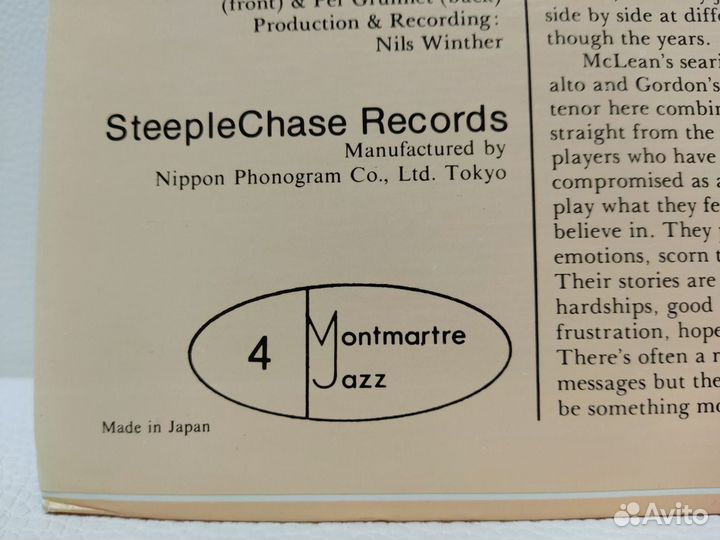 (front) & Per Grunnet (back)
Production & Recording:
Nils Winther
SteepleChase Records
Manufactured by
Nippon Phonogram Co., Ltd. Tokyo
4
Montmartre
Jazz
Made in Japan
side by side at diffe
though the years.
McLean's seari
alto and Gordon's
tenor here combin
straight from the
players who have
compromised as a
play what they fe
believe in. They
emotions, scorn t
Their stories are
hardships, good
frustration, hope
There's often a
messages but the
be something mo
Avito